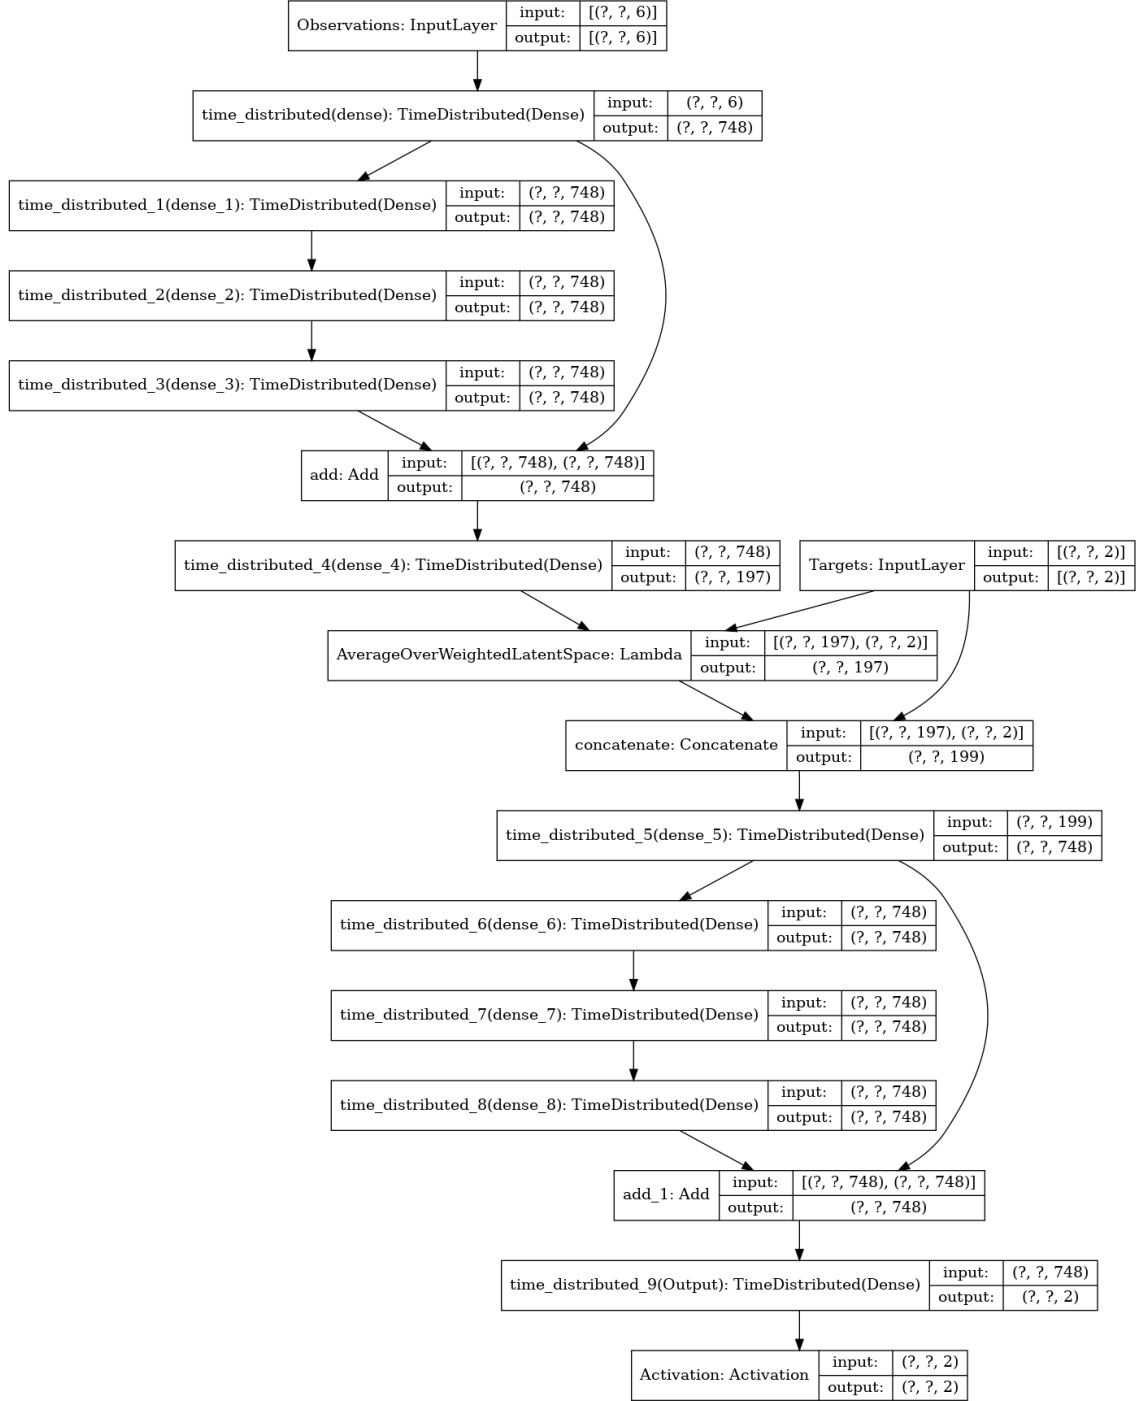 Observations: InputLayer
input: [(?, ?, 6)]
output: [(?, ?, 6)]
time_distributed(dense): TimeDistributed(Dense)
input: (?, ?, 6)
output: (?, ?, 748)
time_distributed_1(dense_1): TimeDistributed(Dense)
input: (?, ?, 748)
output: (?, ?, 748)
time_distributed_2(dense_2): TimeDistributed(Dense)
input: (?, ?, 748)
output: (?, ?, 748)
time_distributed_3(dense_3): TimeDistributed(Dense)
input: (?, ?, 748)
output: (?, ?, 748)
add: Add
input: [(?, ?, 748), (?, ?, 748)]
output: (?, ?, 748)
time_distributed_4(dense_4): TimeDistributed(Dense)
input: (?, ?, 748)
output: (?, ?, 197)
Targets: InputLayer
input: [(?, ?, 2)]
output: [(?, ?, 2)]
AverageOverWeightedLatentSpace: Lambda
input: [(?, ?, 197), (?, ?, 2)]
output: (?, ?, 197)
concatenate: Concatenate
input: [(?, ?, 197), (?, ?, 2)]
output: (?, ?, 199)
time_distributed_5(dense_5): TimeDistributed(Dense)
input: (?, ?, 199)
output: (?, ?, 748)
time_distributed_6(dense_6): TimeDistributed(Dense)
input: (?, ?, 748)
output: (?, ?, 748)
time_distributed_7(dense_7): TimeDistributed(Dense)
input: (?, ?, 748)
output: (?, ?, 748)
time_distributed_8(dense_8): TimeDistributed(Dense)
input: (?, ?, 748)
output: (?, ?, 748)
add_1: Add
input: [(?, ?, 748), (?, ?, 748)]
output: (?, ?, 748)
time_distributed_9(Output): TimeDistributed(Dense)
input: (?, ?, 748)
output: (?, ?, 2)
Activation: Activation
input: (?, ?, 2)
output: (?, ?, 2)